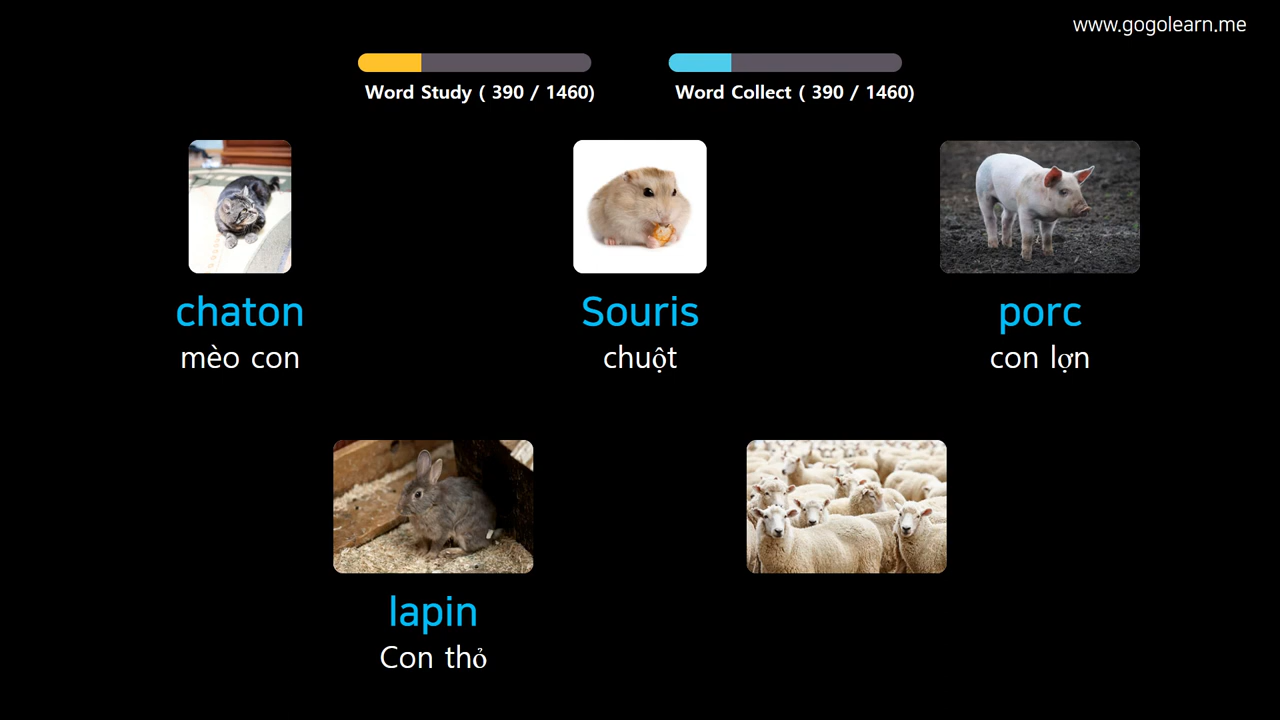 www.gogolearn.me
Word Study ( 390 / 1460)
Word Collect ( 390 / 1460)
chaton
mèo con
Souris
chuột
porc
con lợn
lapin
Con thỏ